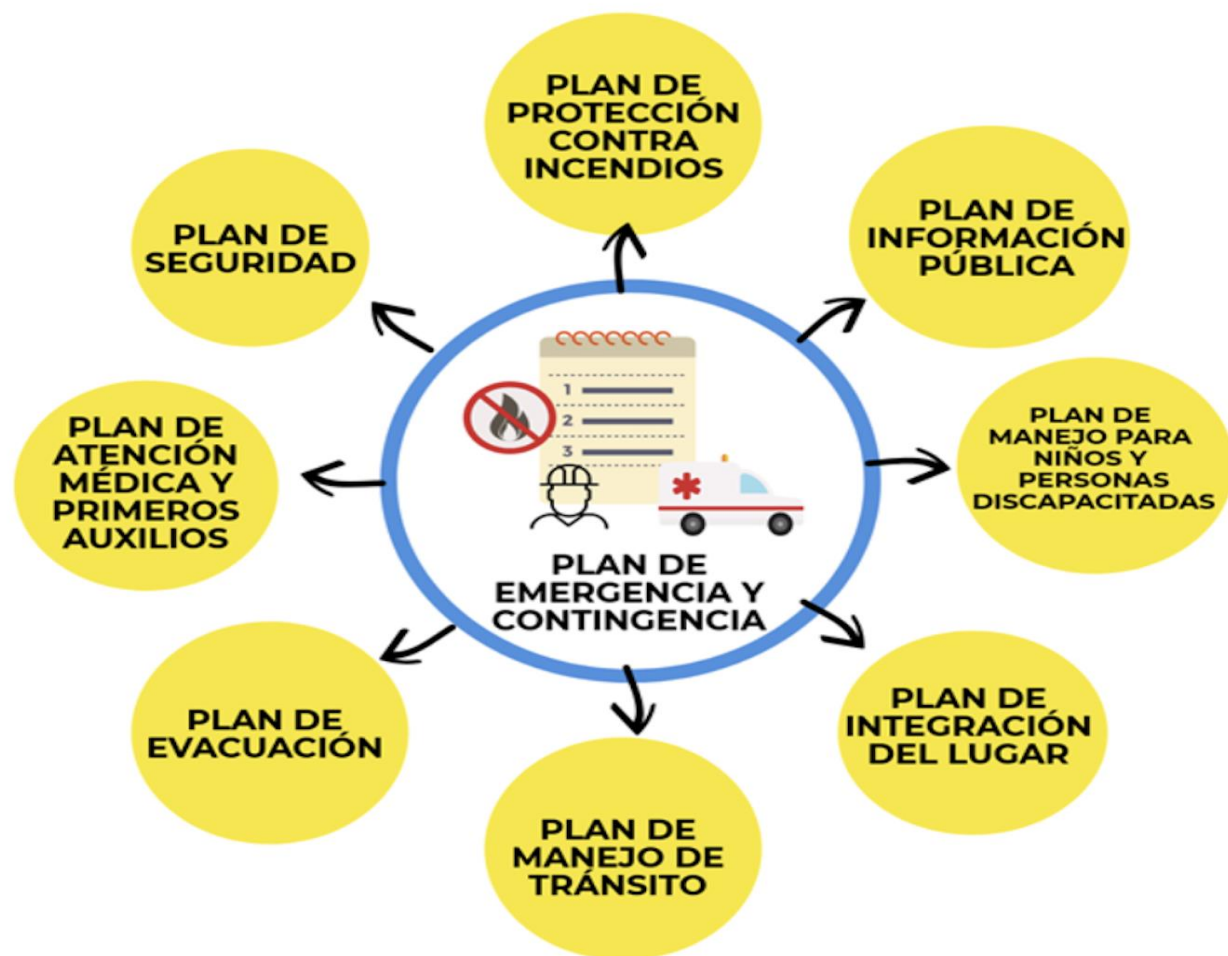 PLAN DE
PROTECCIÓN
CONTRA
INCENDIOS
PLAN DE
INFORMACIÓN
PÚBLICA
PLAN DE
MANEJO PARA
NIÑOS Y
PERSONAS
DISCAPACITADAS
PLAN DE
INTEGRACIÓN
DEL LUGAR
PLAN DE
MANEJO DE
TRÁNSITO
PLAN DE
EVACUACIÓN
PLAN DE
ATENCIÓN
MÉDICA Y
PRIMEROS
AUXILIOS
PLAN DE
SEGURIDAD
1
2
3
PLAN DE
EMERGENCIA Y
CONTINGENCIA